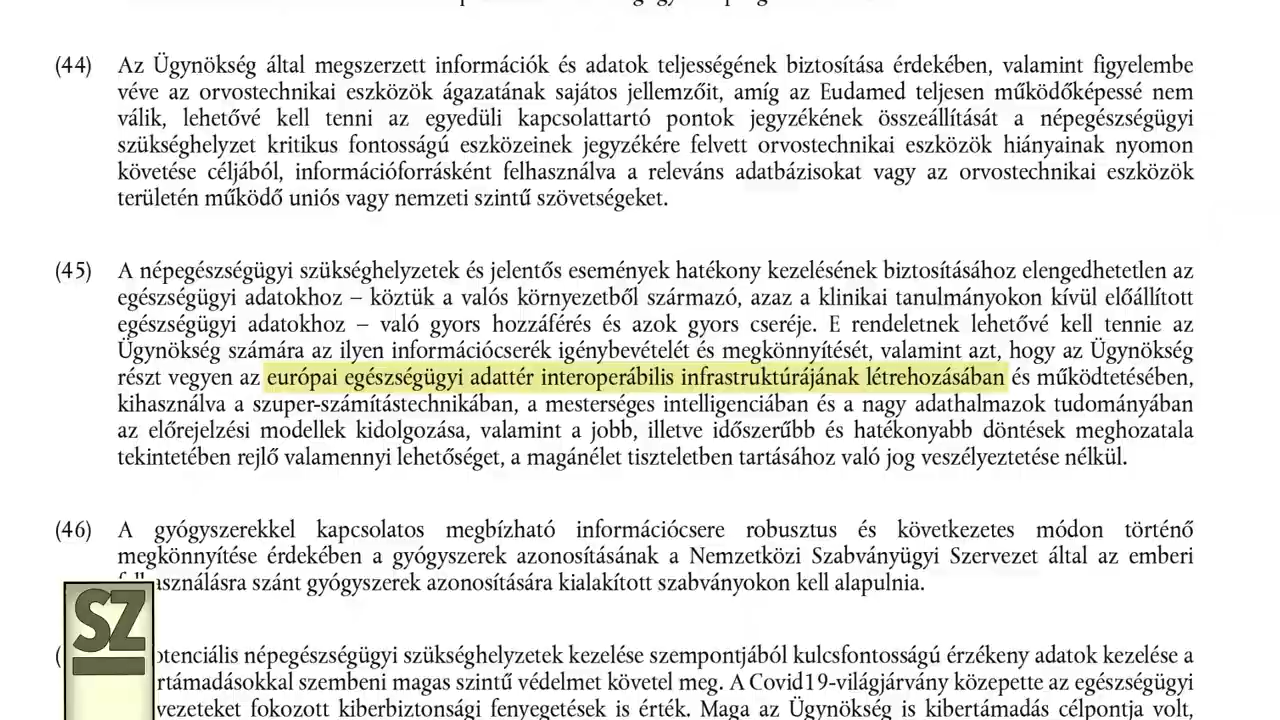 (44) Az Ügynökség által megszerzett információk és adatok teljességének biztosítása érdekében, valamint figyelembe
véve az orvostechnikai eszközök ágazatának sajátos jellemzőit, amíg az Eudamed teljesen működőképessé nem
válik, lehetővé kell tenni az egyedüli kapcsolattartó pontok jegyzékének összeállítását a népegészségügyi
szükséghelyzet kritikus fontosságú eszközeinek jegyzékére felvett orvostechnikai eszközök hiányainak nyomon
követése céljából, információforrásként felhasználva a releváns adatbázisokat vagy az orvostechnikai eszközök
területén működő uniós vagy nemzeti szintű szövetségeket.
(45) A népegészségügyi szükséghelyzetek és jelentős események hatékony kezelésének biztosításához elengedhetetlen az
egészségügyi adatokhoz – köztük a valós környezetből származó, azaz a klinikai tanulmányokon kívül előállított
egészségügyi adatokhoz – való gyors hozzáférés és azok gyors cseréje. E rendeletnek lehetővé kell tennie az
Ügynökség számára az ilyen információcserék igénybevételét és megkönnyítését, valamint azt, hogy az Ügynökség
részt vegyen az európai egészségügyi adattér interoperábilis infrastruktúrájának létrehozásában és működtetésében,
kihasználva a szuper-számítástechnikában, a mesterséges intelligenciában és a nagy adathalmazok tudományában
az előrejelzési modellek kidolgozása, valamint a jobb, illetve időszerűbb és hatékonyabb döntések meghozatala
tekintetében rejlő valamennyi lehetőséget, a magánélet tiszteletben tartásához való jog veszélyeztetése nélkül.
(46) A gyógyszerekkel kapcsolatos megbízható információcsere robusztus és következetes módon történő
megkönnyítése érdekében a gyógyszerek azonosításának a Nemzetközi Szabványügyi Szervezet által az emberi
asználásra szánt gyógyszerek azonosítására kialakított szabványokon kell alapulnia.
SZ
( otenciális népegészségügyi szükséghelyzetek kezelése szempontjából kulcsfontosságú érzékeny adatok kezelése a
rtámadásokkal szembeni magas szintű védelmet követel meg. A Covid19-világjárvány közepette az egészségügyi
vezeteket fokozott kiberbiztonsági fenyegetések is érték. Maga az Ügynökség is kibertámadás célpontja volt,